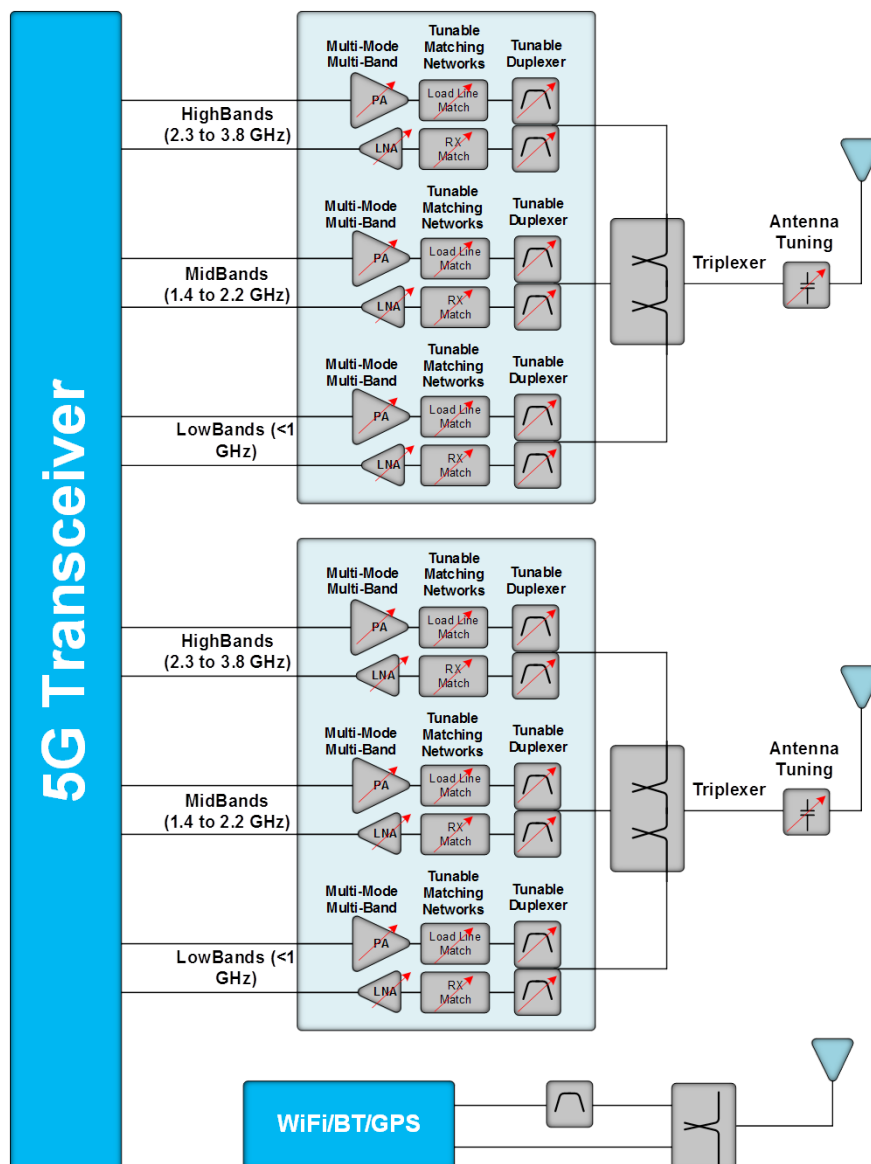 5G Transceiver
Multi-Mode
Multi-Band
Tunable
Matching
Networks
Tunable
Duplexer
HighBands
(2.3 to 3.8 GHz)
PA
Load Line
Match
LNA
RX
Match
Multi-Mode
Multi-Band
Tunable
Matching
Networks
Tunable
Duplexer
MidBands
(1.4 to 2.2 GHz)
PA
Load Line
Match
LNA
RX
Match
Multi-Mode
Multi-Band
Tunable
Matching
Networks
Tunable
Duplexer
LowBands (<1
GHz)
PA
Load Line
Match
LNA
RX
Match
Triplexer
Antenna
Tuning
Multi-Mode
Multi-Band
Tunable
Matching
Networks
Tunable
Duplexer
HighBands
(2.3 to 3.8 GHz)
PA
Load Line
Match
LNA
RX
Match
Multi-Mode
Multi-Band
Tunable
Matching
Networks
Tunable
Duplexer
MidBands
(1.4 to 2.2 GHz)
PA
Load Line
Match
LNA
RX
Match
Multi-Mode
Multi-Band
Tunable
Matching
Networks
Tunable
Duplexer
LowBands (<1
GHz)
PA
Load Line
Match
LNA
RX
Match
Triplexer
Antenna
Tuning
WiFi/BT/GPS